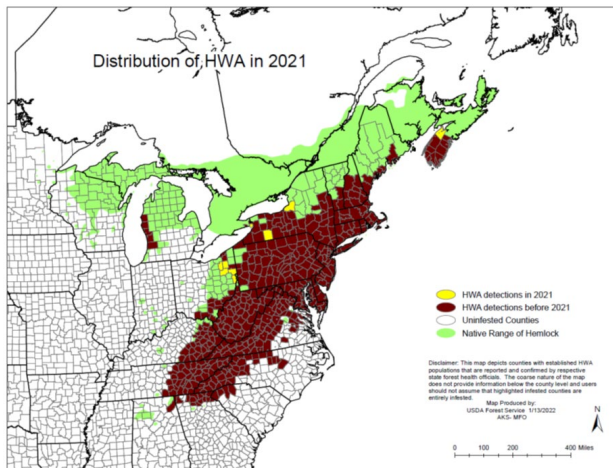 Distribution of HWA in 2021
HWA detections in 2021
HWA detections before 2021
Uninfested Counties
Native Range of Hemlock
Disclaimer: This map depicts counties with established HWA
populations that are reported and confirmed by respective
state forest health officials. The coarse nature of the map
does not provide information below the county level and users
should not assume that highlighted infested counties are
entirely infested.
Map Produced by:
USDA Forest Service 1/13/2022
AKS- MFO
N
0 50 100 200 300 400 Miles